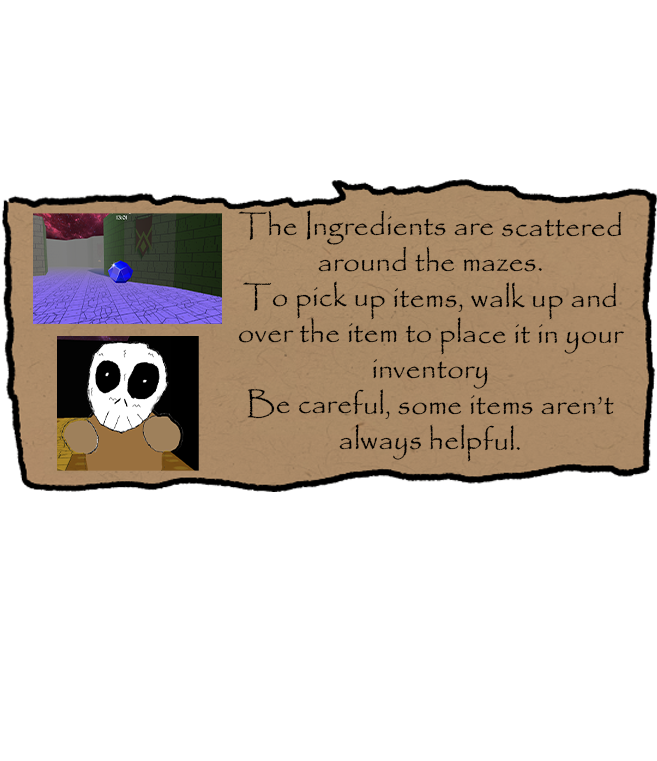 The Ingredients are scattered
around the mazes.
To pick up items, walk up and
over the item to place it in your
inventory
Be careful, some items aren't
always helpful.